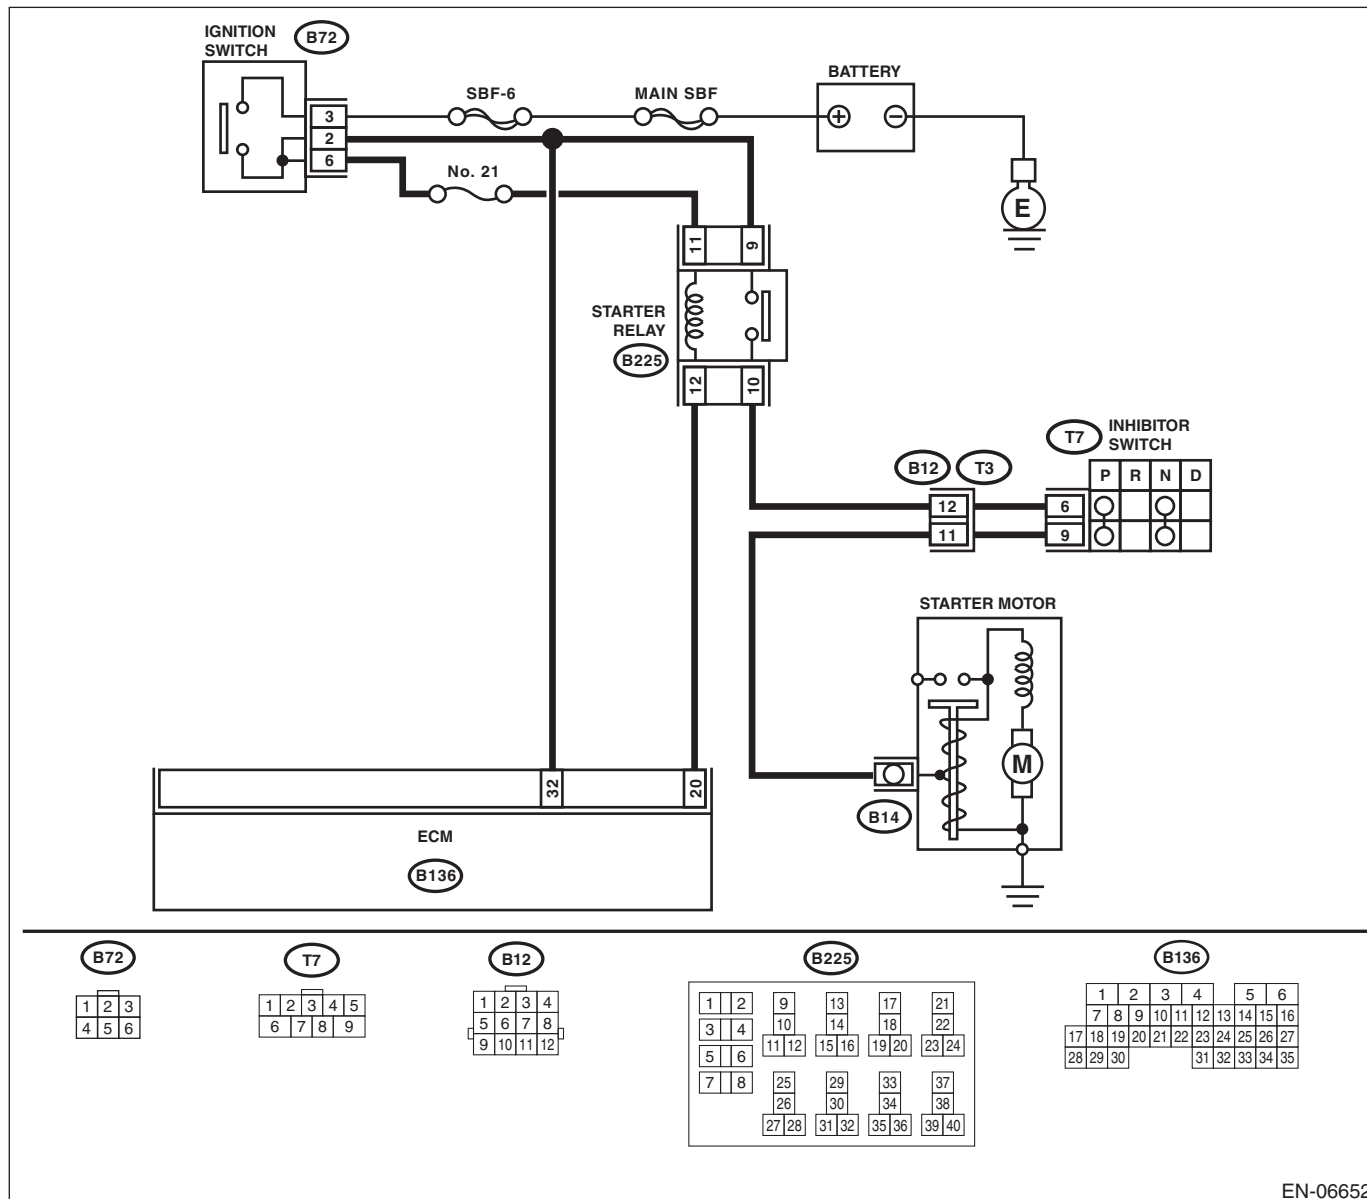 IGNITION
SWITCH
B72
SBF-6
MAIN SBF
BATTERY
3
2
6
+
−
No. 21
E
11
9
STARTER
RELAY
B225
12
10
T7
INHIBITOR
SWITCH
B12
T3
P R N D
12
6
11
9
STARTER MOTOR
M
B14
32
20
ECM
B136
B72
T7
B12
B225
B136
1 2 3
4 5 6
1 2 3 4 5
6 7 8 9
1 2 3 4
5 6 7 8
9 10 11 12
1 2
3 4
5 6
7 8
9
10
11 12
13
14
15 16
17
18
19 20
21
22
23 24
25
26
27 28
29
30
31 32
33
34
35 36
37
38
39 40
1 2 3 4 5 6
7 8 9 10 11 12 13 14 15 16
17 18 19 20 21 22 23 24 25 26 27
28 29 30 31 32 33 34 35
EN-06652